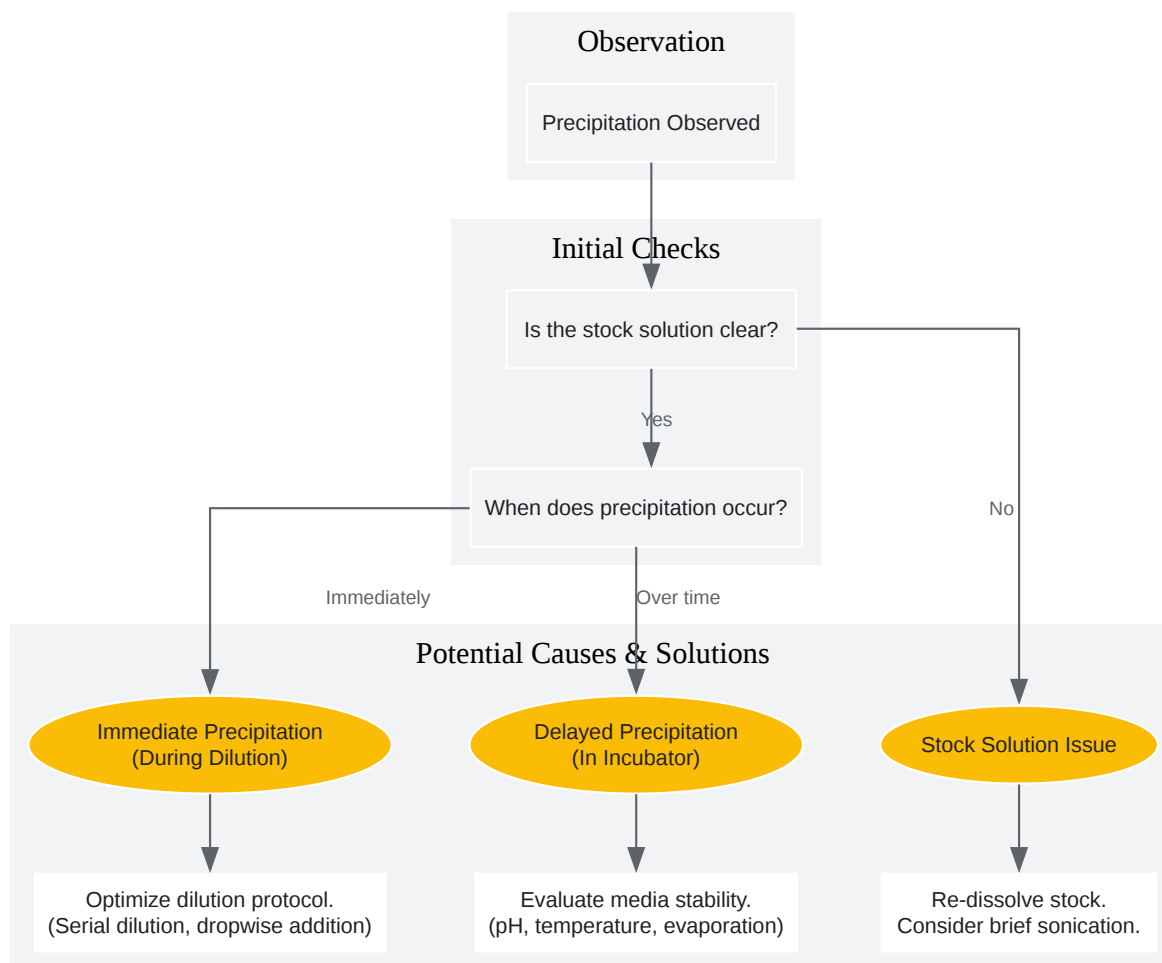 Observation
Precipitation Observed
Initial Checks
Is the stock solution clear?
Yes
When does precipitation occur?
No
Immediately
Over time
Potential Causes & Solutions
Immediate Precipitation
(During Dilution)
Delayed Precipitation
(In Incubator)
Stock Solution Issue
Optimize dilution protocol.
(Serial dilution, dropwise addition)
Evaluate media stability.
(pH, temperature, evaporation)
Re-dissolve stock.
Consider brief sonication.